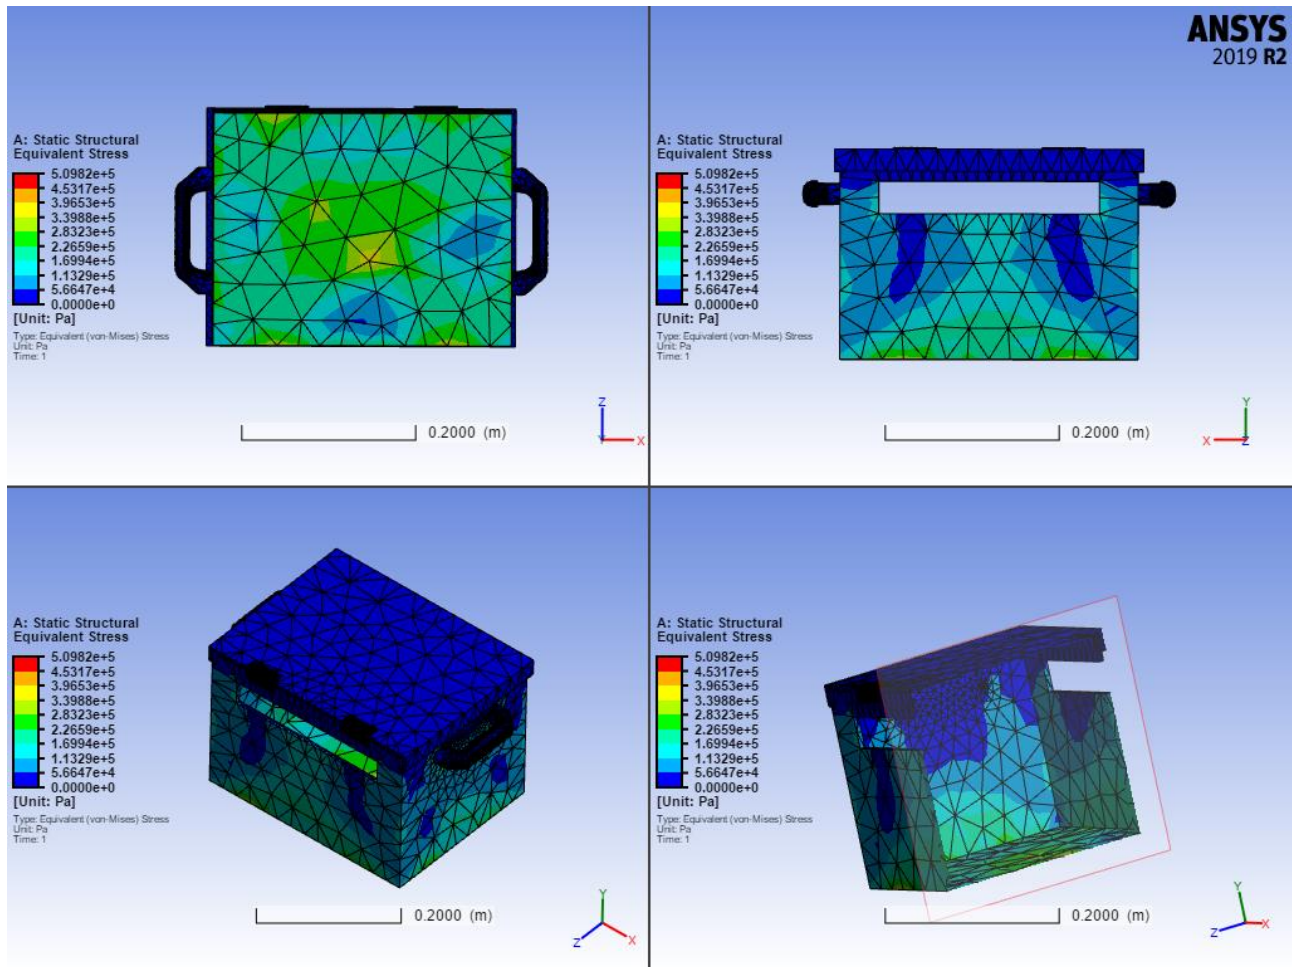 ANSYS
2019 R2
A: Static Structural
Equivalent Stress
5.0982e+5
4.5317e+5
3.9653e+5
3.3988e+5
2.8323e+5
2.2659e+5
1.6994e+5
1.1329e+5
5.6647e+4
0.0000e+0
[Unit: Pa]
Type: Equivalent (von-Mises) Stress
Unit: Pa
Time: 1
0.2000 (m)
Z
Y
X
A: Static Structural
Equivalent Stress
5.0982e+5
4.5317e+5
3.9653e+5
3.3988e+5
2.8323e+5
2.2659e+5
1.6994e+5
1.1329e+5
5.6647e+4
0.0000e+0
[Unit: Pa]
Type: Equivalent (von-Mises) Stress
Unit: Pa
Time: 1
0.2000 (m)
Y
X
Z
A: Static Structural
Equivalent Stress
5.0982e+5
4.5317e+5
3.9653e+5
3.3988e+5
2.8323e+5
2.2659e+5
1.6994e+5
1.1329e+5
5.6647e+4
0.0000e+0
[Unit: Pa]
Type: Equivalent (von-Mises) Stress
Unit: Pa
Time: 1
0.2000 (m)
Y
Z
X
A: Static Structural
Equivalent Stress
5.0982e+5
4.5317e+5
3.9653e+5
3.3988e+5
2.8323e+5
2.2659e+5
1.6994e+5
1.1329e+5
5.6647e+4
0.0000e+0
[Unit: Pa]
Type: Equivalent (von-Mises) Stress
Unit: Pa
Time: 1
0.2000 (m)
Y
Z
X